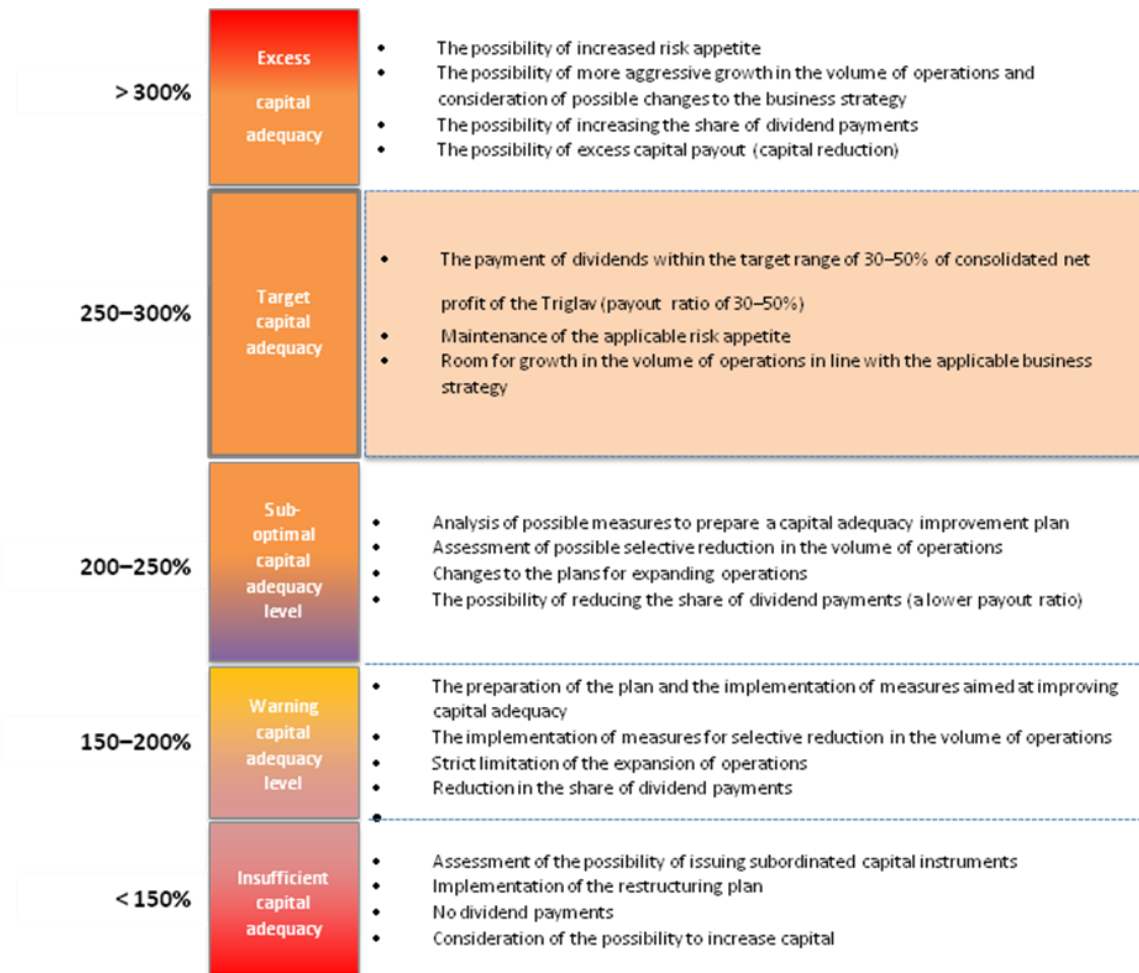 > 300%
Excess
capital
adequacy
• The possibility of increased risk appetite
• The possibility of more aggressive growth in the volume of operations and
consideration of possible changes to the business strategy
• The possibility of increasing the share of dividend payments
• The possibility of excess capital payout (capital reduction)
250–300%
Target
capital
adequacy
• The payment of dividends within the target range of 30–50% of consolidated net
profit of the Triglav (payout ratio of 30–50%)
• Maintenance of the applicable risk appetite
• Room for growth in the volume of operations in line with the applicable business
strategy
200–250%
Sub-
optimal
capital
adequacy
level
• Analysis of possible measures to prepare a capital adequacy improvement plan
• Assessment of possible selective reduction in the volume of operations
• Changes to the plans for expanding operations
• The possibility of reducing the share of dividend payments (a lower payout ratio)
150–200%
Warning
capital
adequacy
level
• The preparation of the plan and the implementation of measures aimed at improving
capital adequacy
• The implementation of measures for selective reduction in the volume of operations
• Strict limitation of the expansion of operations
• Reduction in the share of dividend payments
•
< 150%
Insufficient
capital
adequacy
• Assessment of the possibility of issuing subordinated capital instruments
• Implementation of the restructuring plan
• No dividend payments
• Consideration of the possibility to increase capital